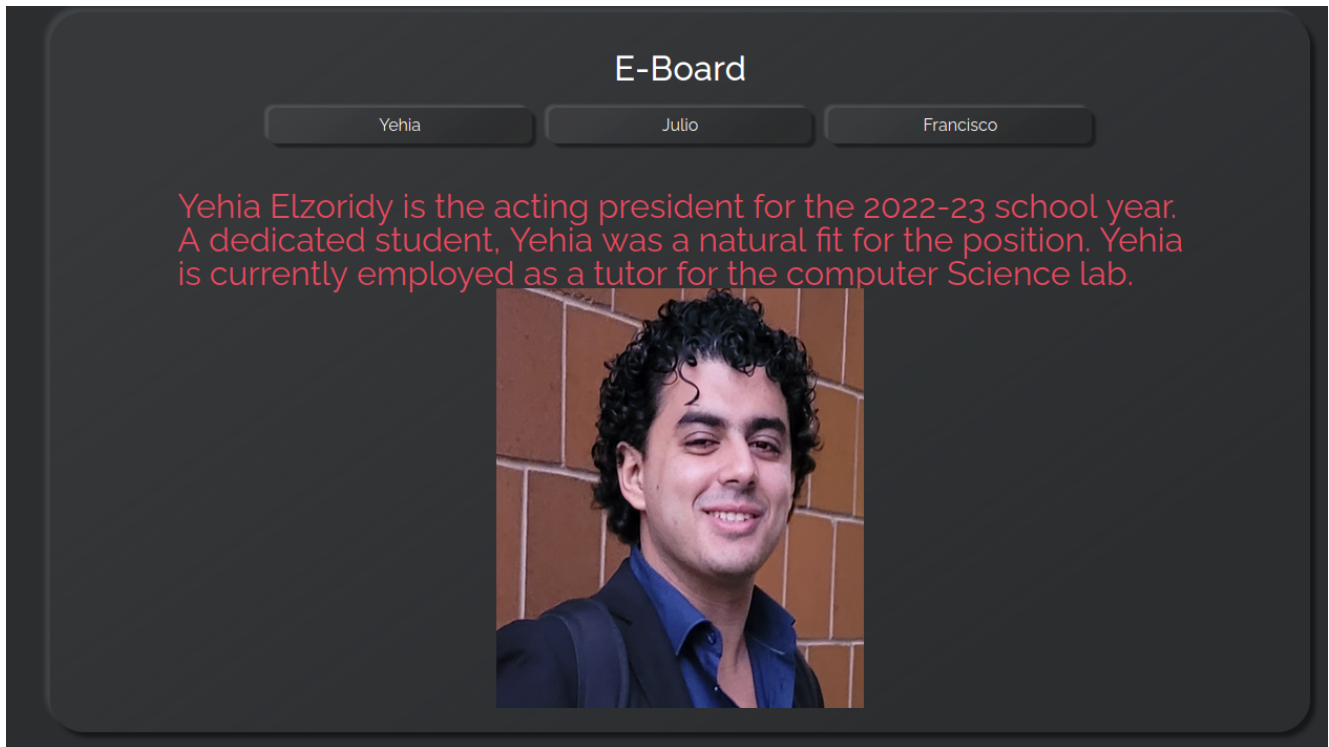 E-Board
Yehia Julio Francisco
Yehia Elzoridy is the acting president for the 2022-23 school year.
A dedicated student, Yehia was a natural fit for the position. Yehia
is currently employed as a tutor for the computer Science lab.